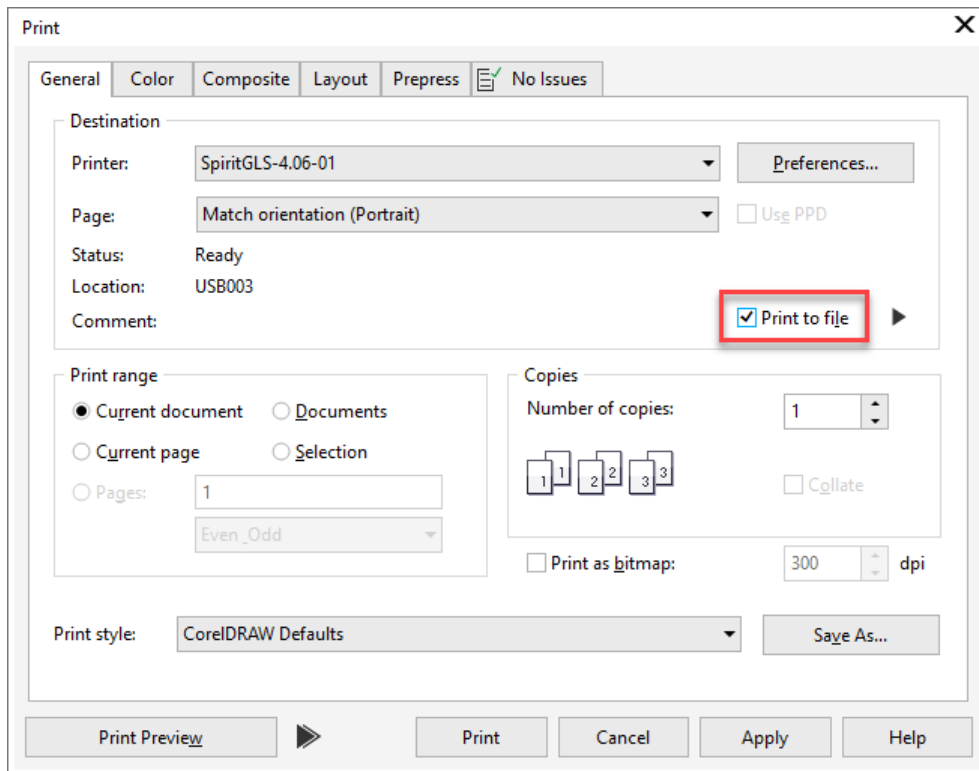 Print
General Color Composite Layout Prepress No Issues
Destination
Printer: SpiritGLS-4.06-01 Preferences...
Page: Match orientation (Portrait) Use PPD
Status: Ready
Location: USB003
Comment: Print to file
Print range Copies
Current document Documents Number of copies: 1
Current page Selection
1 1 2 2 3 3
Pages: 1 Collate
Even _Odd
Print as bitmap: 300 dpi
Print style: CorelDRAW Defaults Save As...
Print Preview Print Cancel Apply Help